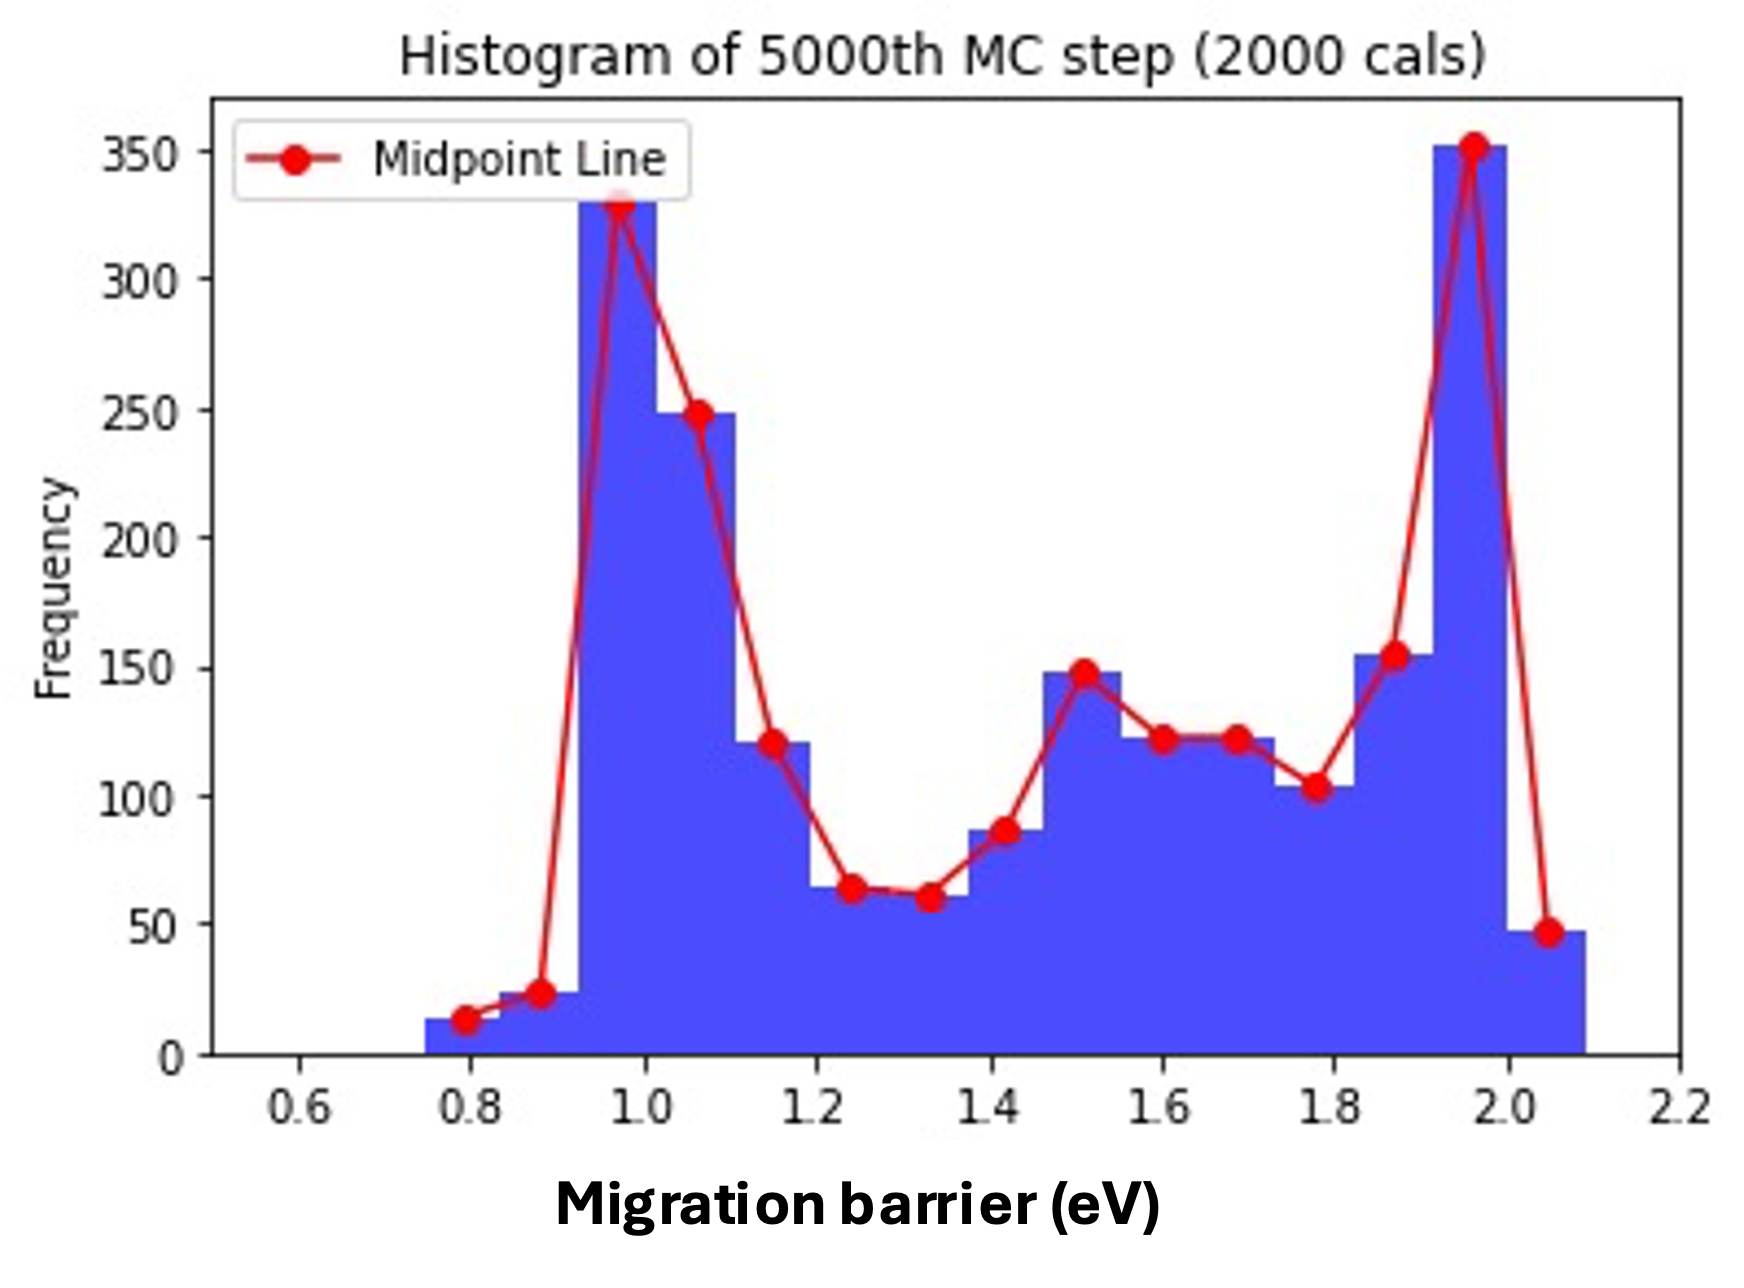 Histogram of 5000th MC step (2000 cals)
Midpoint Line
350
300
250
200
150
100
50
0
Frequency
0.6 0.8 1.0 1.2 1.4 1.6 1.8 2.0 2.2
Migration barrier (eV)